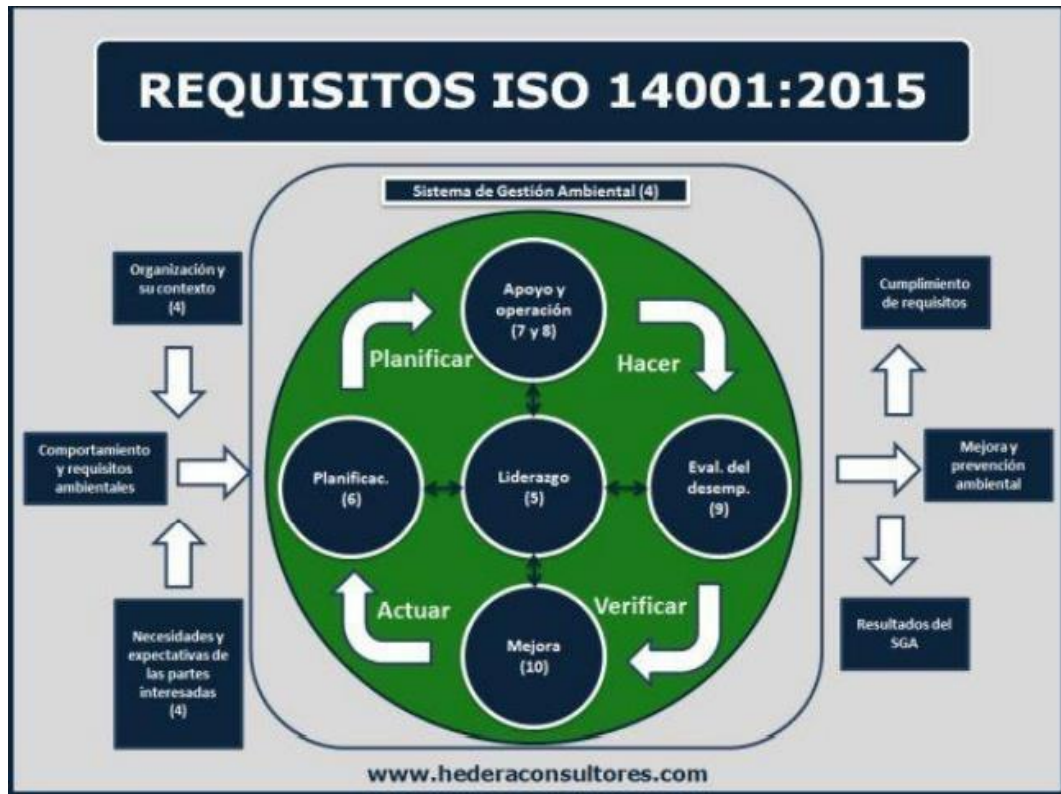 REQUISITOS ISO 14001:2015
Sistema de Gestión Ambiental (4)
Organización y
su contexto
(4)
Comportamiento
y requisitos
ambientales
Necesidades y
expectativas de
las partes
interesadas
(4)
Apoyo y
operación
(7 y 8)
Planificar
Hacer
Planificac.
(6)
Liderazgo
(5)
Eval. del
desemp.
(9)
Actuar
Verificar
Mejora
(10)
Cumplimiento
de requisitos
Mejora y
prevención
ambiental
Resultados del
SGA
www.hederaconsultores.com